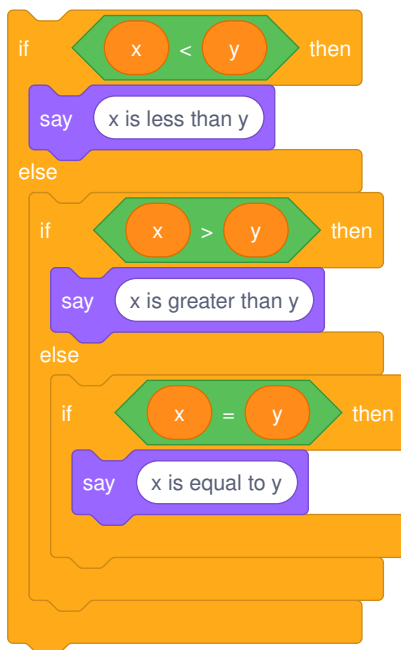 if x < y then
say x is less than y
else
if x > y then
say x is greater than y
else
if x = y then
say x is equal to y